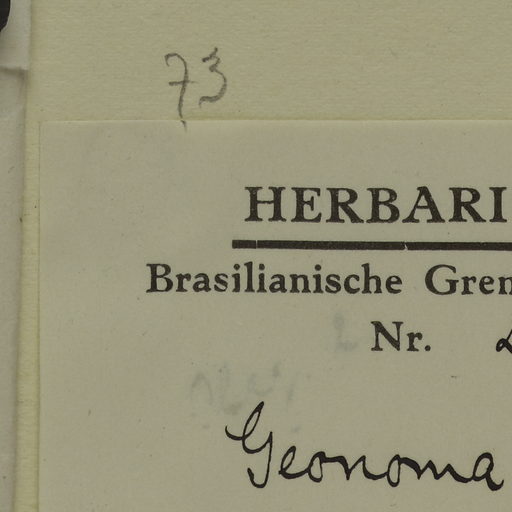 73
HERBARI
Brasilianische Gren
Nr.
Geonoma